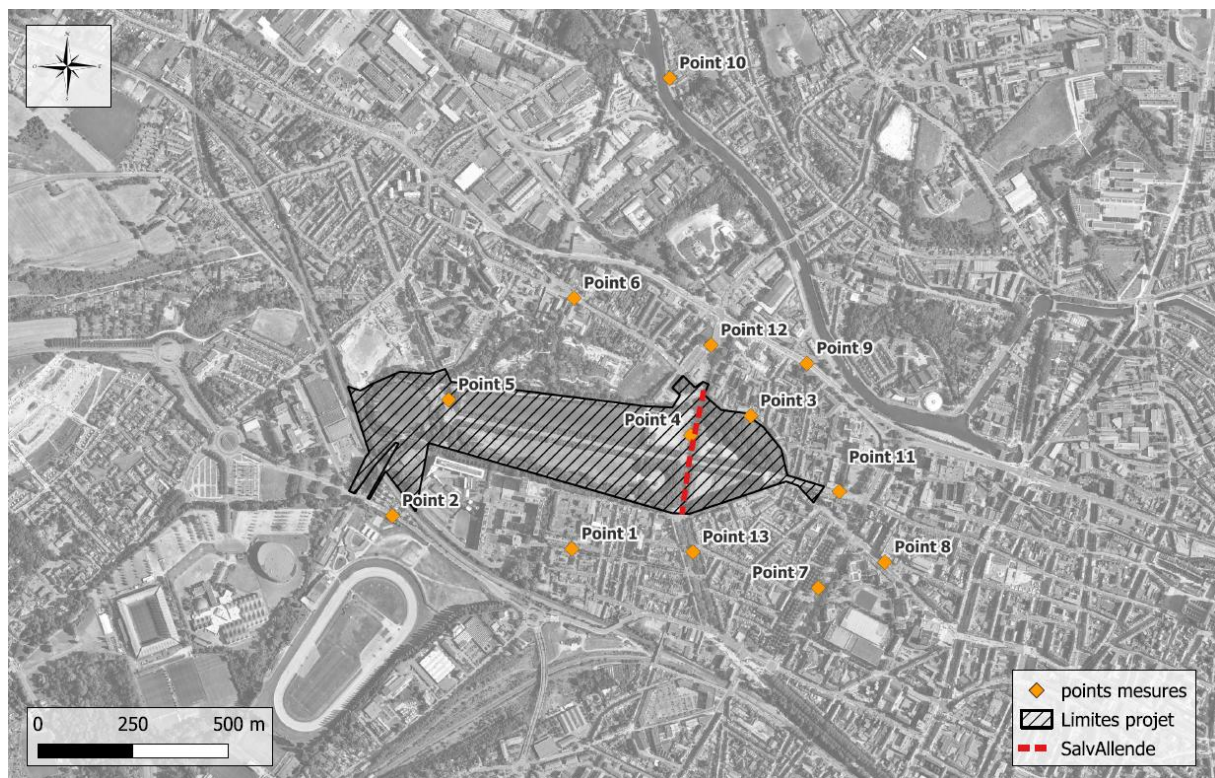 N
O
E
S
Point 10
Point 6
Point 12
Point 9
Point 5
Point 3
Point 4
Point 11
Point 2
Point 1
Point 13
Point 8
Point 7
points mesures
Limites projet
SalvAllende
0 250 500 m